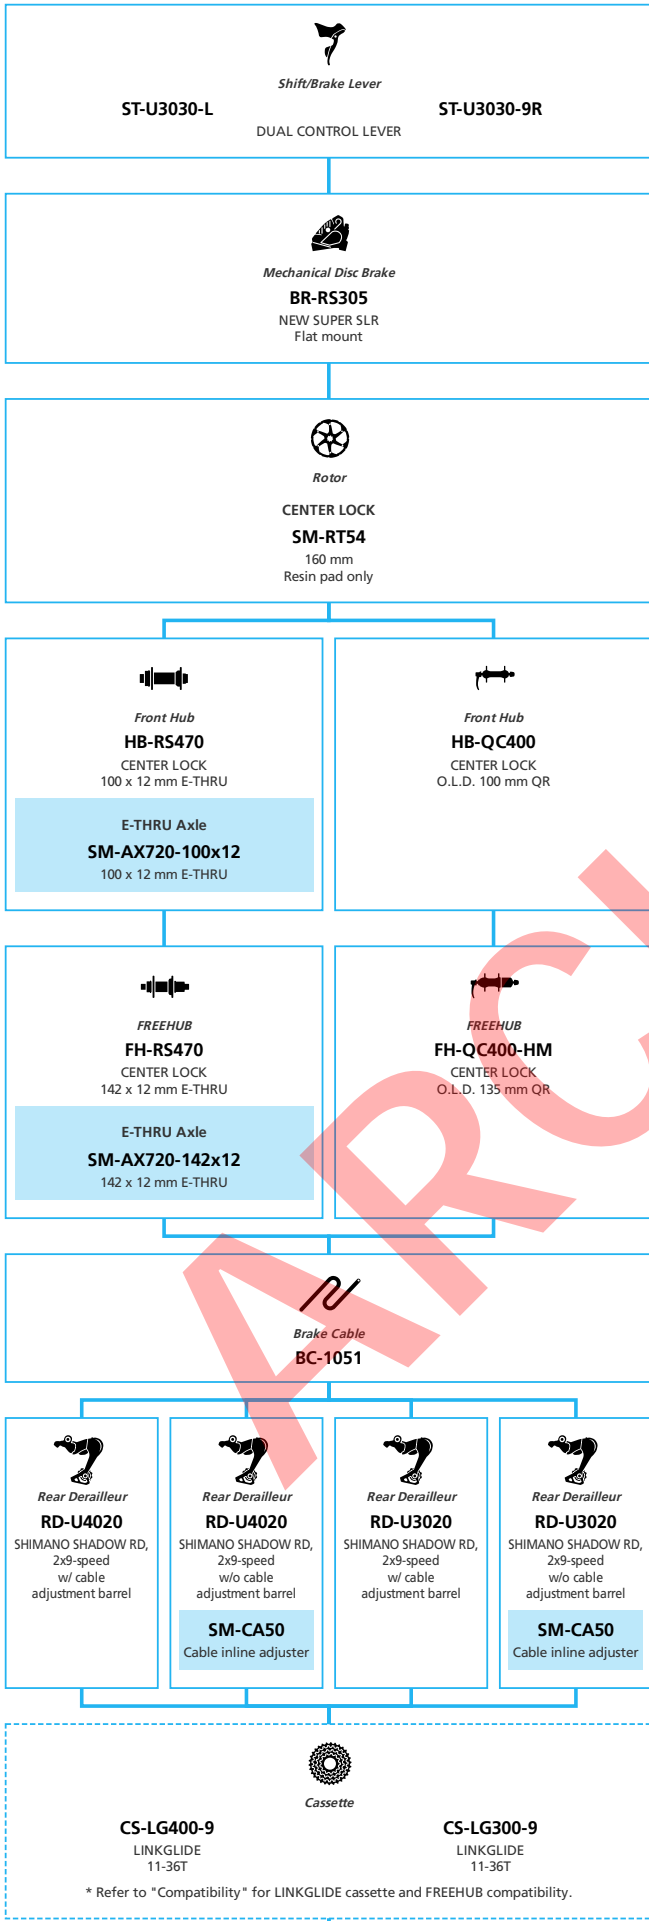 Shift/Brake Lever
ST-U3030-L
ST-U3030-9R
DUAL CONTROL LEVER
Mechanical Disc Brake
BR-RS305
NEW SUPER SLR
Flat mount
Rotor
CENTER LOCK
SM-RT54
160 mm
Resin pad only
Front Hub
HB-RS470
CENTER LOCK
100 x 12 mm E-THRU
E-THRU Axle
SM-AX720-100x12
100 x 12 mm E-THRU
Front Hub
HB-QC400
CENTER LOCK
O.L.D. 100 mm QR
FREEHUB
FH-RS470
CENTER LOCK
142 x 12 mm E-THRU
E-THRU Axle
SM-AX720-142x12
142 x 12 mm E-THRU
FREEHUB
FH-QC400-HM
CENTER LOCK
O.L.D. 135 mm QR
Brake Cable
BC-1051
Rear Derailleur
RD-U4020
SHIMANO SHADOW RD,
2x9-speed
w/ cable
adjustment barrel
Rear Derailleur
RD-U4020
SHIMANO SHADOW RD,
2x9-speed
w/o cable
adjustment barrel
SM-CA50
Cable inline adjuster
Rear Derailleur
RD-U3020
SHIMANO SHADOW RD,
2x9-speed
w/ cable
adjustment barrel
Rear Derailleur
RD-U3020
SHIMANO SHADOW RD,
2x9-speed
w/o cable
adjustment barrel
SM-CA50
Cable inline adjuster
Cassette
CS-LG400-9
LINKGLIDE
11-36T
CS-LG300-9
LINKGLIDE
11-36T
* Refer to "Compatibility" for LINKGLIDE cassette and FREEHUB compatibility.